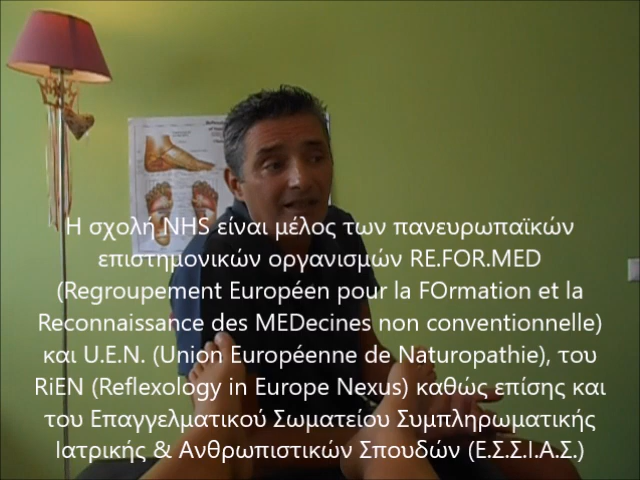 Η σχολή NHS είναι μέλος των πανευρωπαϊκών
επιστημονικών οργανισμών RE.FOR.MED
(Regroupement Européen pour la FOrmation et la
Reconnaissance des MEDecines non conventionnelle)
και U.E.N. (Union Européenne de Naturopathie), του
RiEN (Reflexology in Europe Nexus) καθώς επίσης και
του Επαγγελματικού Σωματείου Συμπληρωματικής
Ιατρικής & Ανθρωπιστικών Σπουδών (Ε.Σ.Σ.Ι.Α.Σ.)